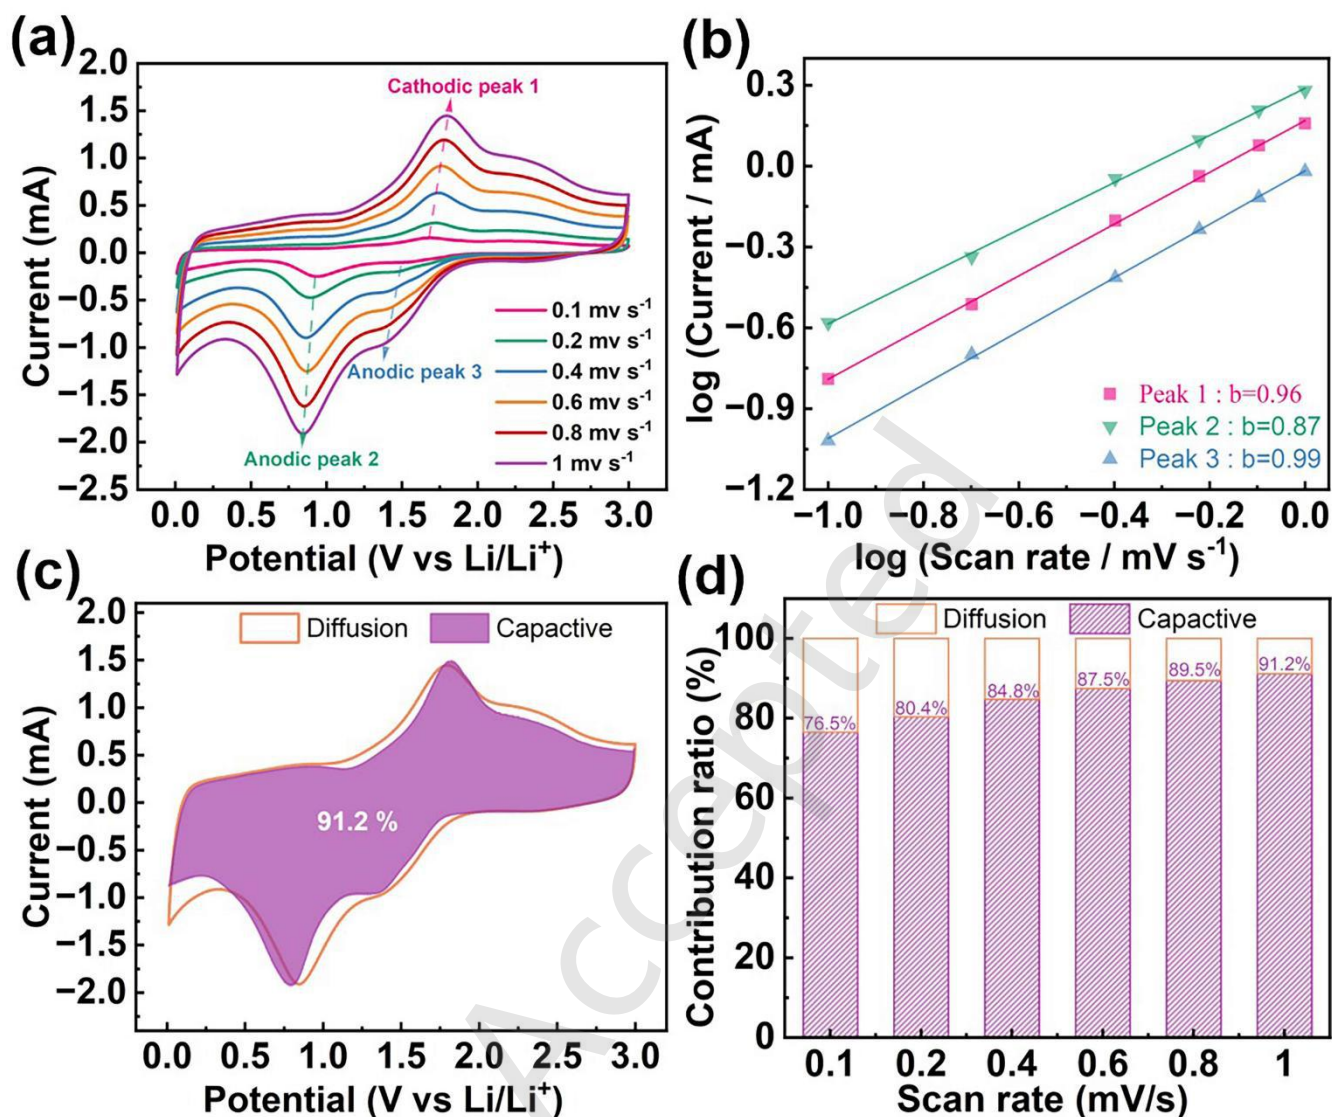 (a)
2.0
1.5
1.0
0.5
0.0
−0.5
−1.0
−1.5
−2.0
−2.5
Current (mA)
Cathodic peak 1
Anodic peak 3
Anodic peak 2
0.1 mv s⁻¹
0.2 mv s⁻¹
0.4 mv s⁻¹
0.6 mv s⁻¹
0.8 mv s⁻¹
1 mv s⁻¹
0.0 0.5 1.0 1.5 2.0 2.5 3.0
Potential (V vs Li/Li⁺)
(b)
0.3
0.0
−0.3
−0.6
−0.9
−1.2
log (Current / mA)
Peak 1 : b=0.96
Peak 2 : b=0.87
Peak 3 : b=0.99
−1.0 −0.8 −0.6 −0.4 −0.2 0.0
log (Scan rate / mV s⁻¹)
(c)
2.0
1.5
1.0
0.5
0.0
−0.5
−1.0
−1.5
−2.0
Current (mA)
Diffusion Capactive
91.2 %
0.0 0.5 1.0 1.5 2.0 2.5 3.0
Potential (V vs Li/Li⁺)
(d)
100
80
60
40
20
0
Contribution ratio (%)
Diffusion Capactive
76.5% 80.4% 84.8% 87.5% 89.5% 91.2%
0.1 0.2 0.4 0.6 0.8 1
Scan rate (mV/s)
Accepted